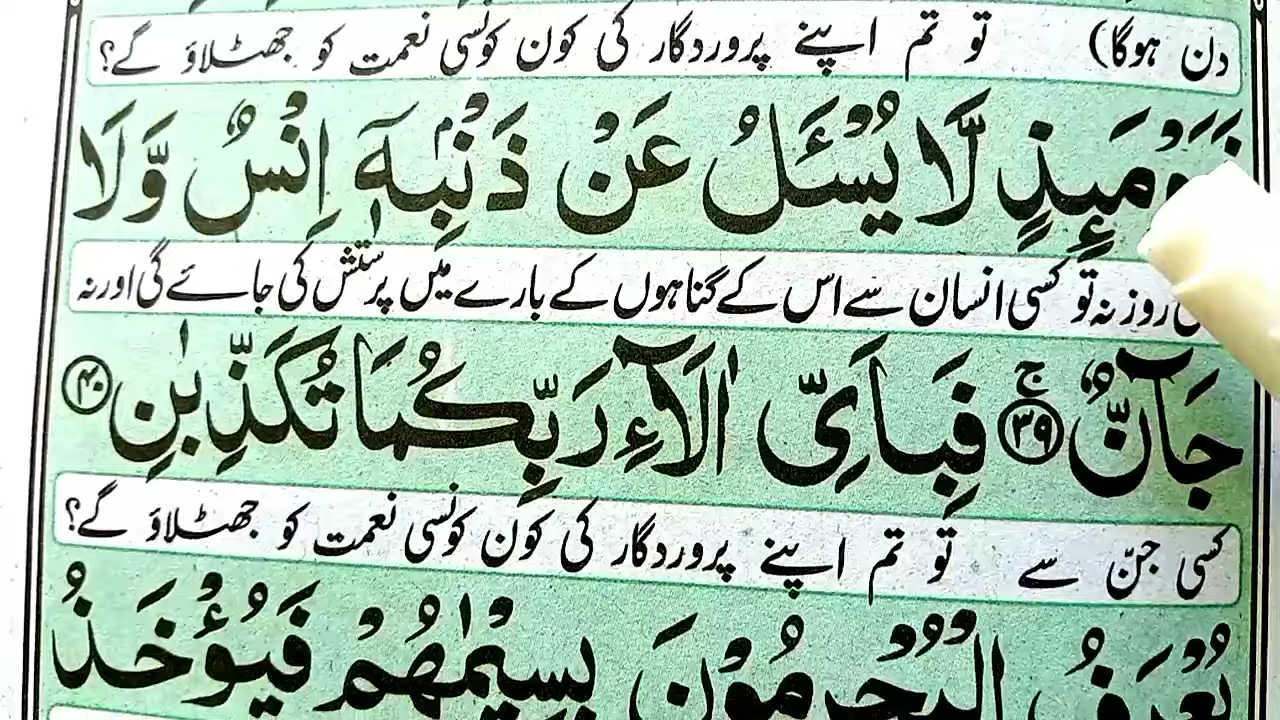 دن ہوگا) تو تم اپنے پروردگار کی کون کونسی نعمت کو جھٹلاؤ گے؟
فَيَوْمَئِذٍ لَّا يُسْـَٔلُ عَنْ ذَنْۢبِهٖۤ اِنْسٌ وَّلَا
روز نہ تو کسی انسان سے اس کے گناہوں کے بارے میں پرسش کی جائے گی اور نہ
جَآنٌّ ۚ ﴿۳۹﴾ فَبِاَيِّ اٰلَآءِ رَبِّكُمَا تُكَذِّبٰنِ ﴿۴۰﴾
کسی جنّ سے تو تم اپنے پروردگار کی کون کونسی نعمت کو جھٹلاؤ گے؟
يُعْرَفُ الْمُجْرِمُوْنَ بِسِيْمٰهُمْ فَيُؤْخَذُ